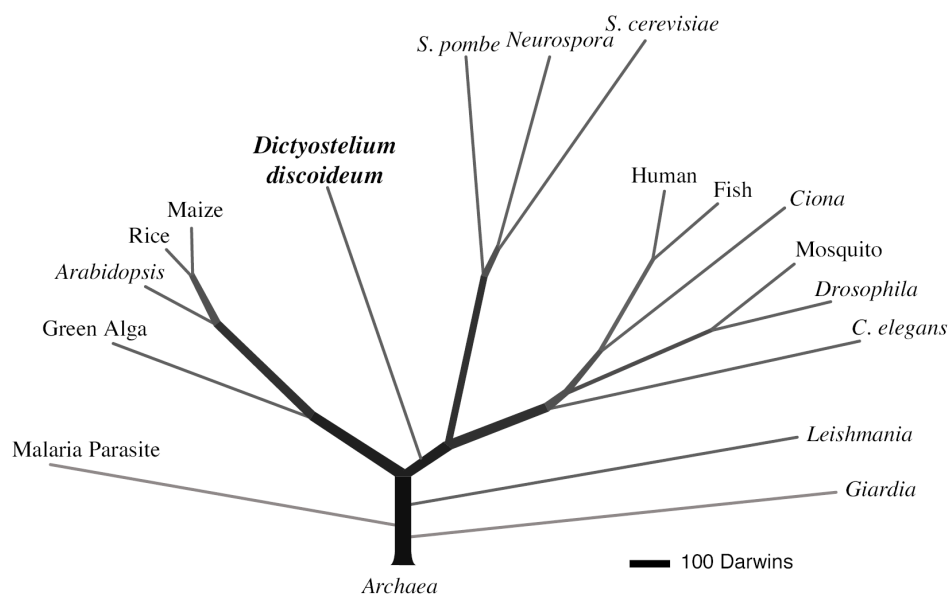 S. cerevisiae
S. pombe
Neurospora
Dictyostelium
discoideum
Human
Fish
Ciona
Maize
Rice
Mosquito
Arabidopsis
Drosophila
Green Alga
C. elegans
Leishmania
Malaria Parasite
Giardia
100 Darwins
Archaea